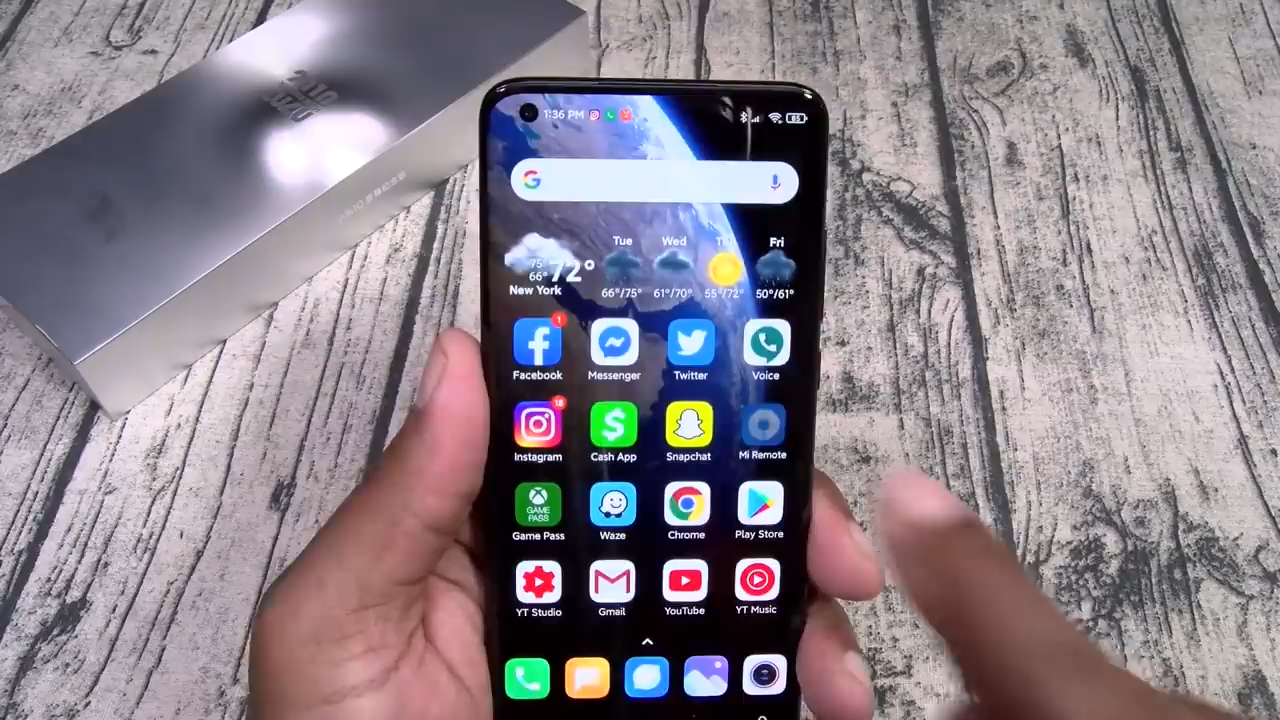 1:36 PM
65
Tue Wed Thu Fri
75°
66°
72°
New York
66°/75° 61°/70° 55°/72° 50°/61°
1
Facebook Messenger Twitter Voice
18
Instagram Cash App Snapchat Mi Remote
GAME
PASS
Game Pass Waze Chrome Play Store
YT Studio Gmail YouTube YT Music